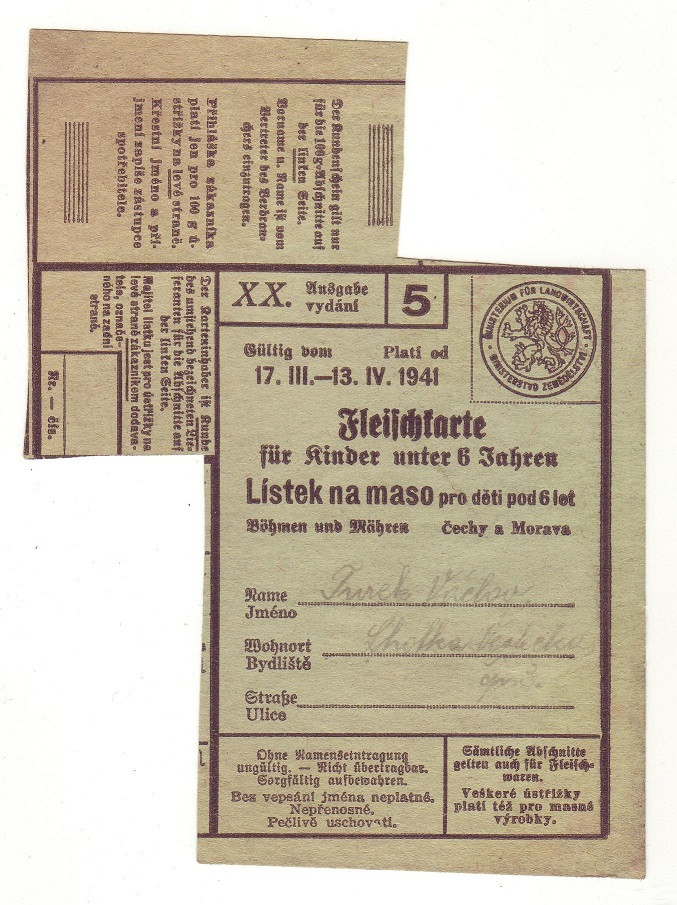 Der Kundenschein gilt nur
für die 100 g-Abschnitte auf
der linken Seite.
Vorname u. Name ist vom
Vertreter des Verbrau-
chers einzutragen.
Přihláška zákazníka
platí jen pro 100 g ú-
střižky na levé straně.
Křestní jméno a pří-
jmení zapíše zástupce
spotřebitele.
Der Karteninhaber ist Kunde
des umstehend bezeichneten Lie-
feranten für die Abschnitte auf
der linken Seite.
Majitel lístku jest pro ústřižky na
levé straně zákazníkem dodava-
tele, označe-
ného na zadní
straně.
Nr. — čís.
XX. Ausgabe
vydání
5
MINISTERIUM FÜR LANDWIRTSCHAFT
MINISTERSTVO ZEMĚDĚLSTVÍ
Gültig vom Platí od
17. III.—13. IV. 1941
Fleischkarte
für Kinder unter 6 Jahren
Lístek na maso pro děti pod 6 let
Böhmen und Mähren Čechy a Morava
Name Turek Václav
Jméno
Wohnort
Bydliště
Straße
Ulice
Ohne Namenseintragung
ungültig. — Nicht übertragbar.
Sorgfältig aufbewahren.
Bez vepsání jména neplatné.
Nepřenosné.
Pečlivě uschovati.
Sämtliche Abschnitte
gelten auch für Fleisch-
waren.
Veškeré ústřižky
platí též pro masné
výrobky.